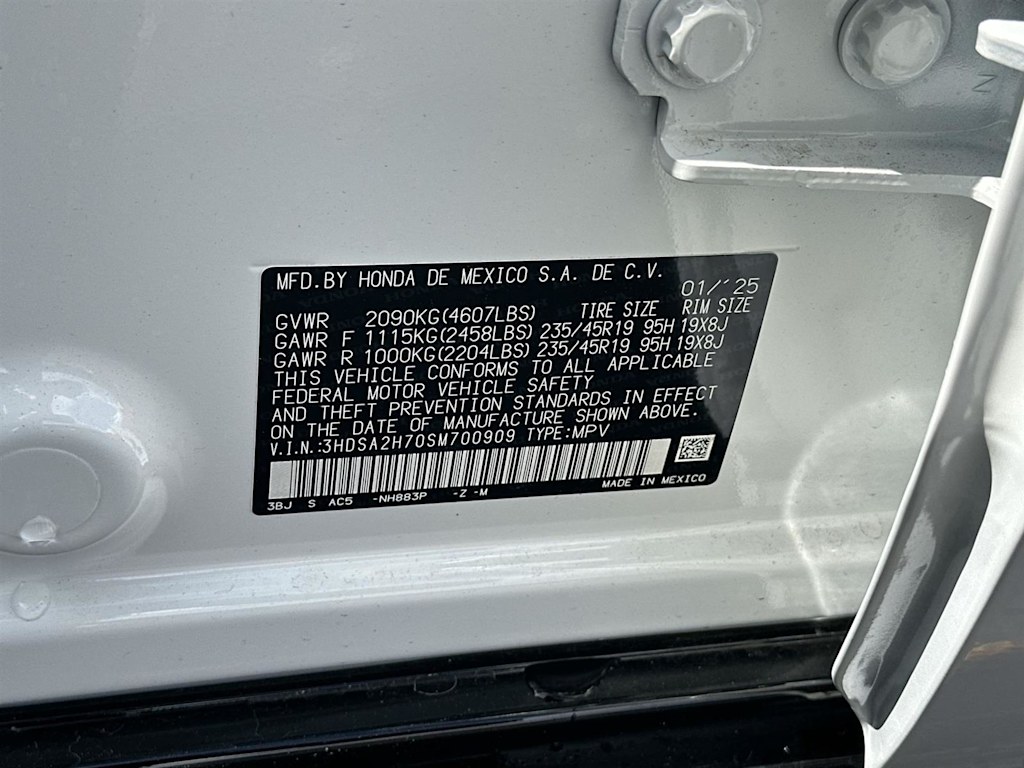 MFD.BY HONDA DE MEXICO S.A. DE C.V.
01/'25
GVWR 2090KG(4607LBS) TIRE SIZE RIM SIZE
GAWR F 1115KG(2458LBS) 235/45R19 95H 19X8J
GAWR R 1000KG(2204LBS) 235/45R19 95H 19X8J
THIS VEHICLE CONFORMS TO ALL APPLICABLE
FEDERAL MOTOR VEHICLE SAFETY
AND THEFT PREVENTION STANDARDS IN EFFECT
ON THE DATE OF MANUFACTURE SHOWN ABOVE.
V.I.N.:3HDSA2H70SM700909 TYPE:MPV
3BJ S AC5 -NH883P -Z -M MADE IN MEXICO